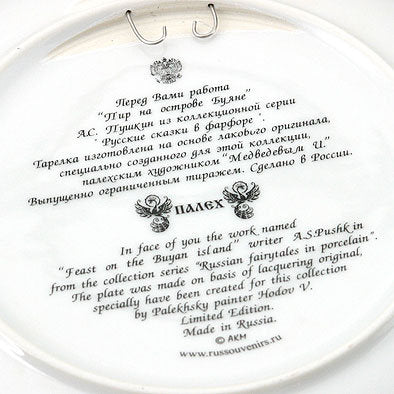 Перед Вами работа
"Пир на острове Буяне"
А.С. Пушкин из коллекционной серии
" Русские сказки в фарфоре ".
Тарелка изготовлена на основе лакового оригинала,
специально созданного для этой коллекции,
палехским художником "Медведевым И."
Выпущенно ограниченным тиражем. Сделано в России.
ПАЛЕХ
In face of you the work named
"Feast on the Buyan island" writer A.S.Pushkin
from the collection series "Russian fairytales in porcelain".
The plate was made on basis of lacquering original,
specially have been created for this collection
by Palekhsky painter Hodov V.
Limited Edition.
Made in Russia.
© АКМ
www.russouvenirs.ru